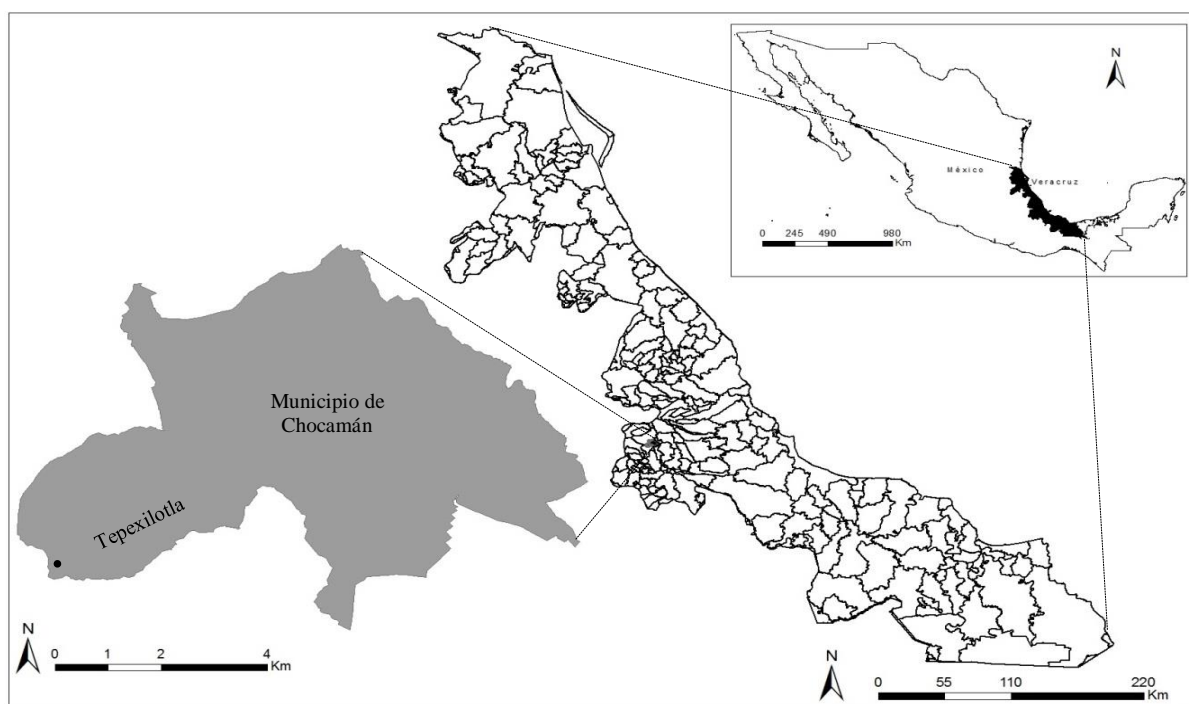 N
México
Veracruz
0 245 490 980
Km
Municipio de
Chocamán
Tepexilotla
N
0 1 2 4
Km
N
0 55 110 220
Km